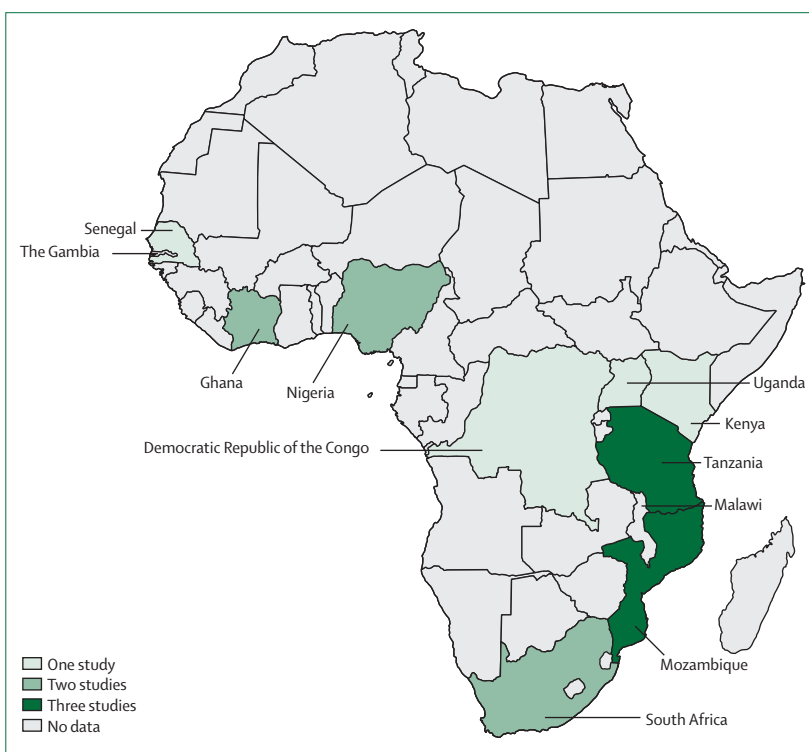 Senegal
The Gambia
Ghana
Nigeria
Uganda
Kenya
Democratic Republic of the Congo
Tanzania
Malawi
Mozambique
South Africa
One study
Two studies
Three studies
No data